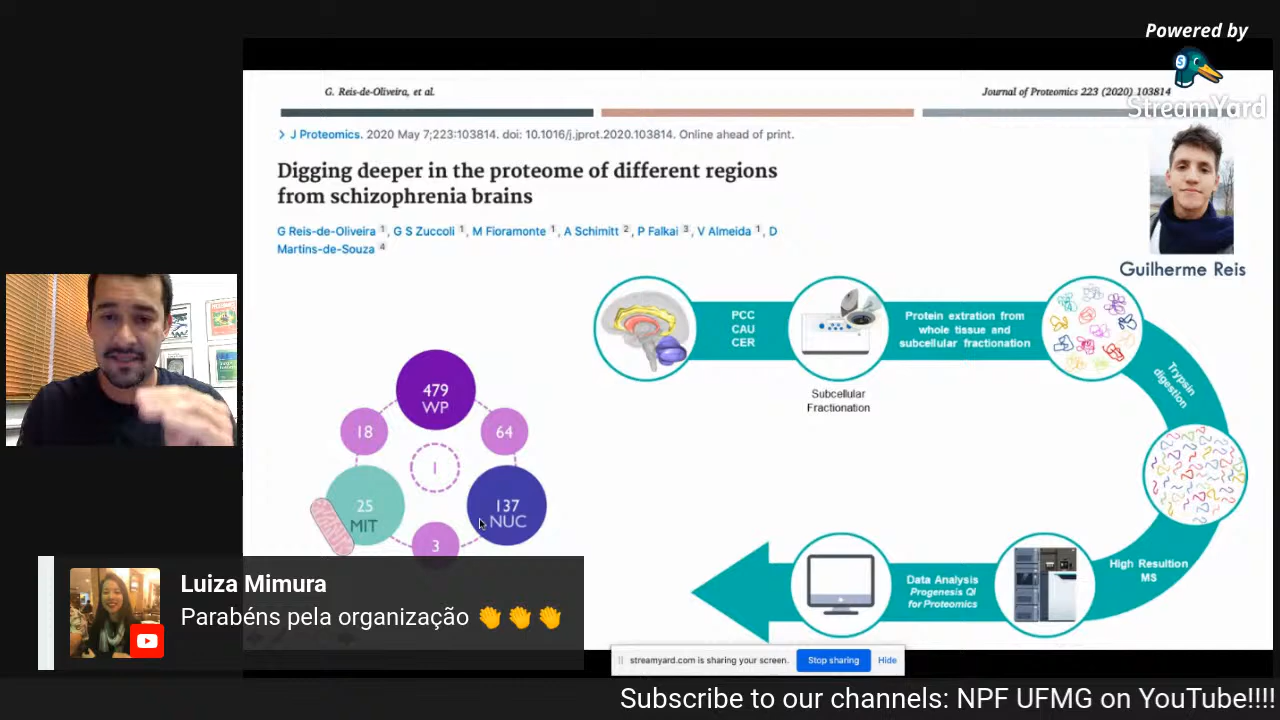 Powered by
StreamYard
G. Reis-de-Oliveira, et al.
Journal of Proteomics 223 (2020) 103814
> J Proteomics. 2020 May 7;223:103814. doi: 10.1016/j.jprot.2020.103814. Online ahead of print.
Digging deeper in the proteome of different regions
from schizophrenia brains
G Reis-de-Oliveira 1, G S Zuccoli 1, M Fioramonte 1, A Schimitt 2, P Falkai 3, V Almeida 1, D
Martins-de-Souza 4
Guilherme Reis
PCC
CAU
CER
Protein extration from
whole tissue and
subcellular fractionation
Subcellular
Fractionation
Trypsin
digestion
479
WP
18
64
1
25
MIT
137
NUC
3
High Resultion
MS
Data Analysis
Progenesis QI
for Proteomics
Luiza Mimura
Parabéns pela organização 👏 👏 👏
streamyard.com is sharing your screen.
Stop sharing
Hide
Subscribe to our channels: NPF UFMG on YouTube!!!!